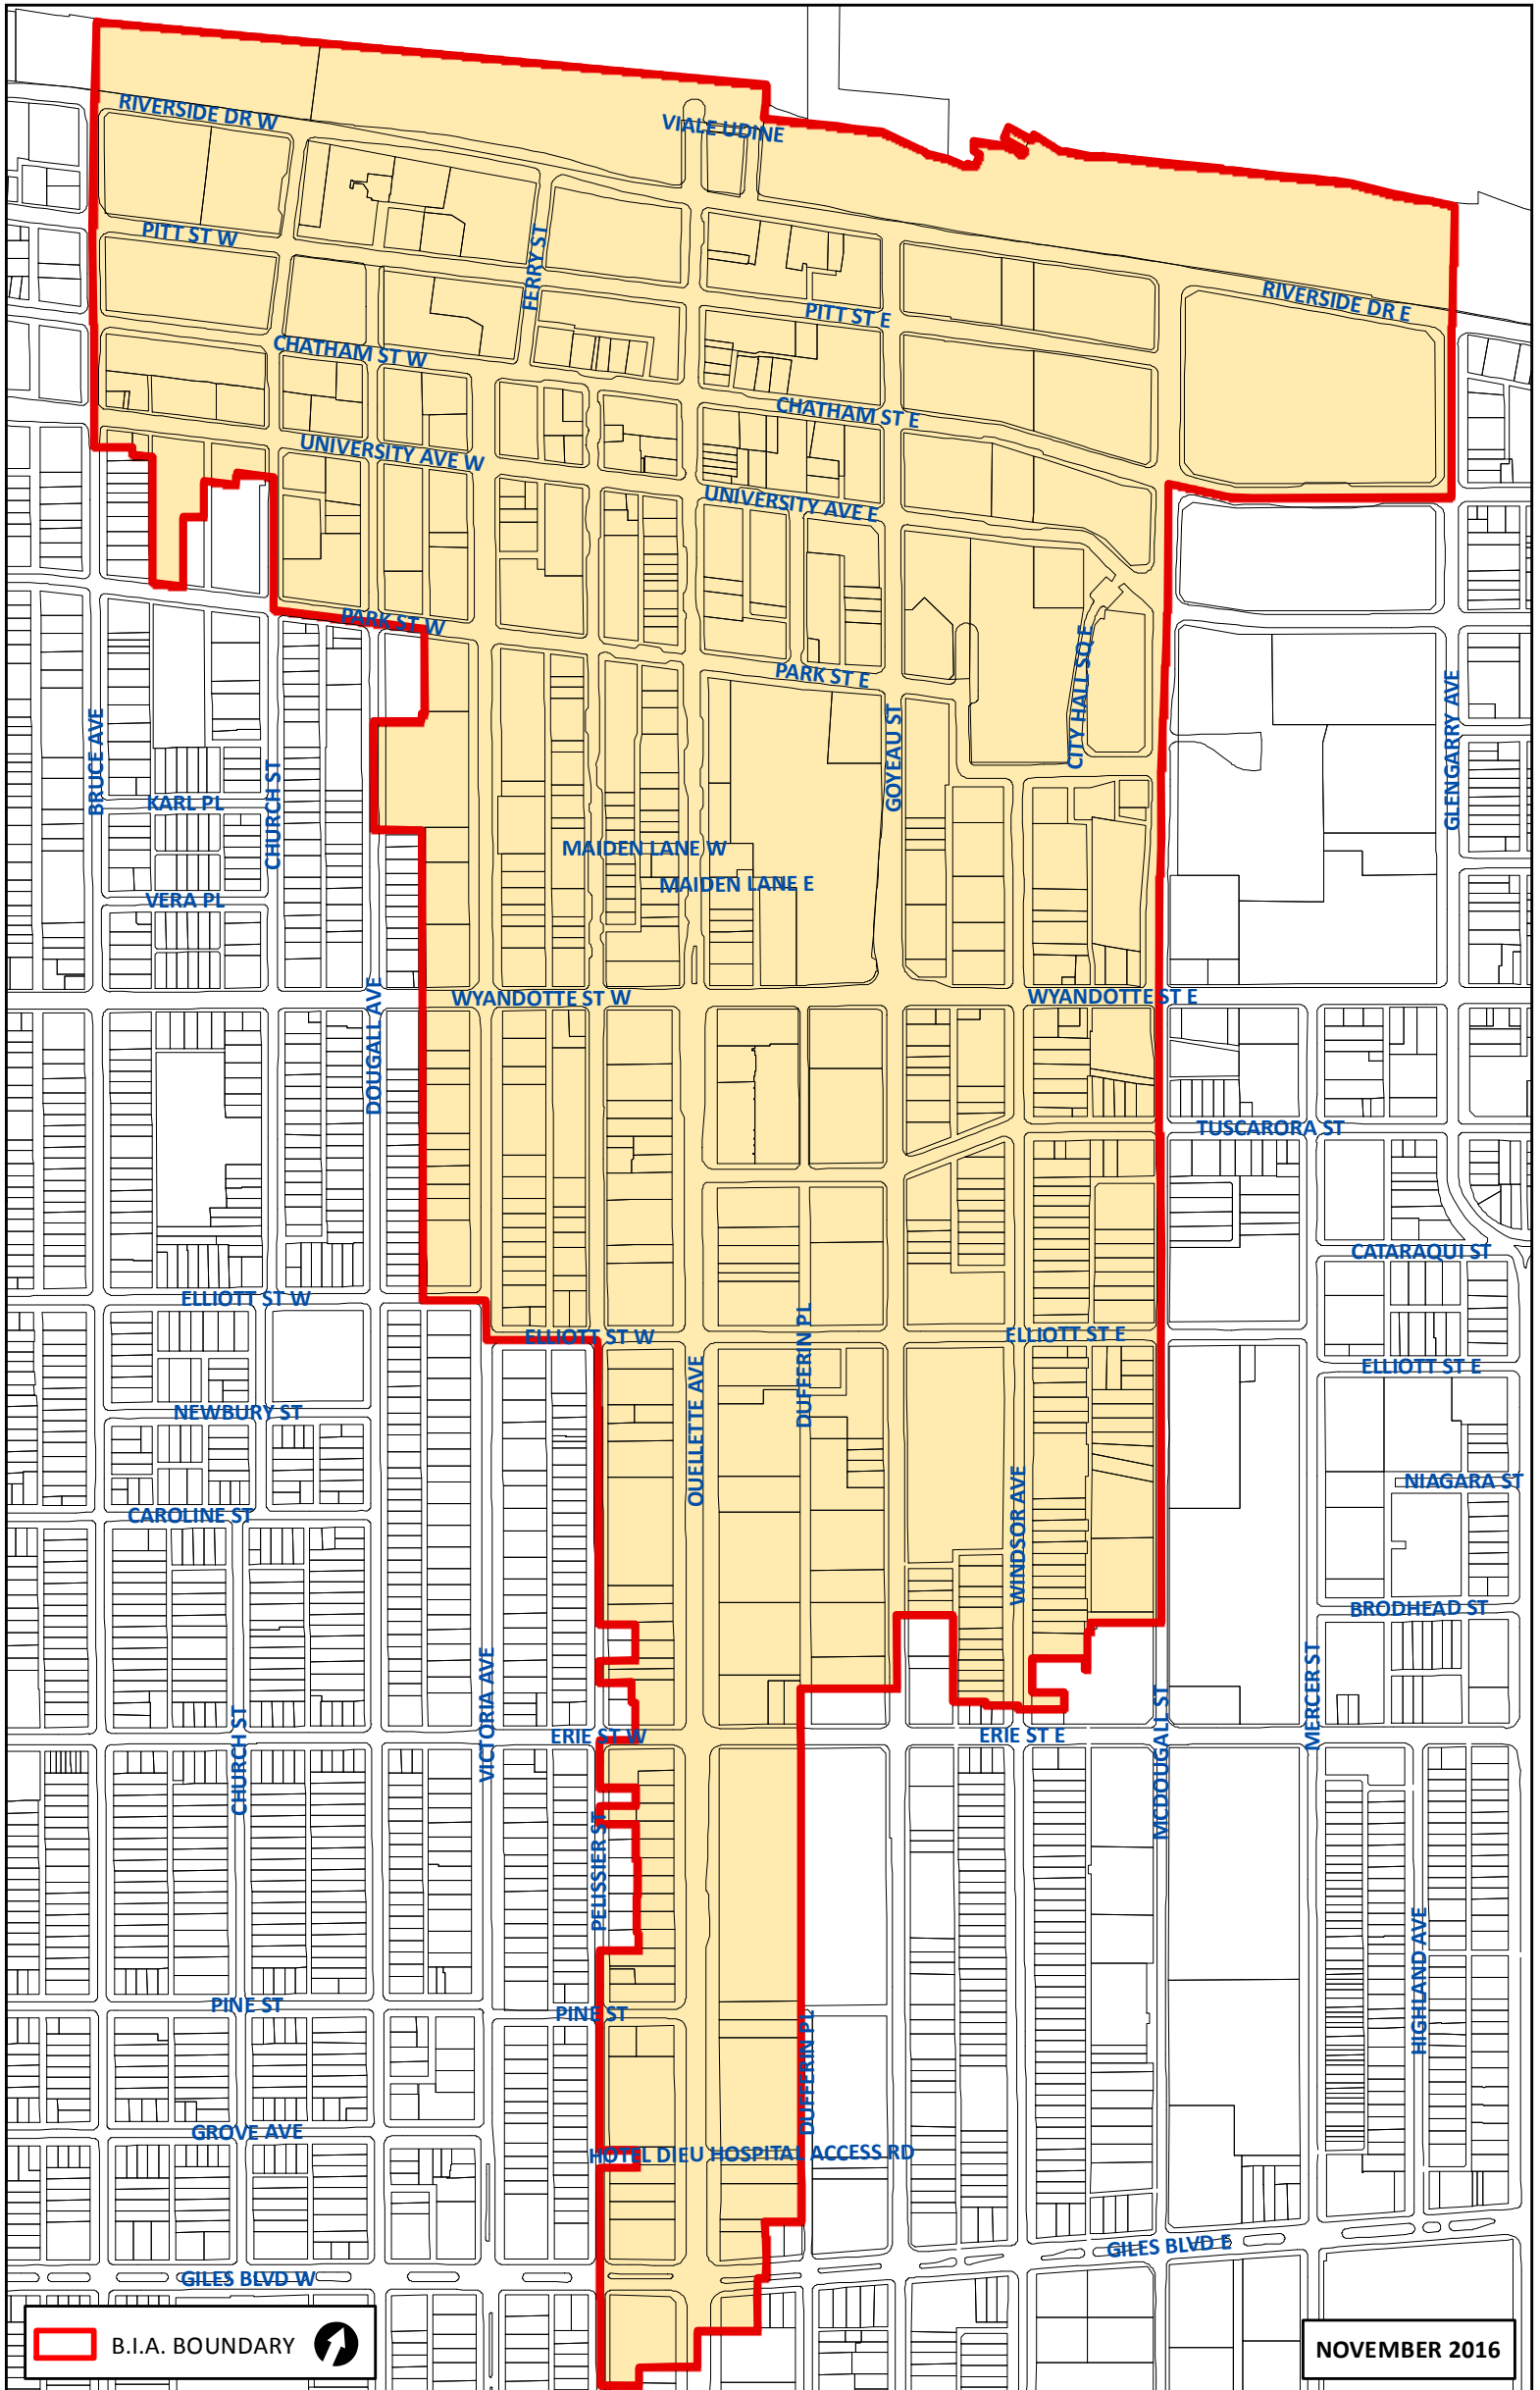 RIVERSIDE DR W
VIALE UDINE
PITT ST W
FERRY ST
RIVERSIDE DR E
PITT ST E
CHATHAM ST W
CHATHAM ST E
UNIVERSITY AVE W
UNIVERSITY AVE E
PARK ST W
PARK ST E
CITY HALL SQ E
GOYEAU ST
BRUCE AVE
GLENGARRY AVE
KARL PL
CHURCH ST
MAIDEN LANE W
MAIDEN LANE E
VERA PL
WYANDOTTE ST W
WYANDOTTE ST E
DOUGALL AVE
TUSCARORA ST
CATARAQUI ST
ELLIOTT ST W
ELLIOTT ST W
ELLIOTT ST E
DUFFERIN PL
ELLIOTT ST E
OUELLETTE AVE
NEWBURY ST
NIAGARA ST
CAROLINE ST
WINDSOR AVE
BRODHEAD ST
VICTORIA AVE
MERCER ST
ERIE ST W
ERIE ST E
MCDOUGALL ST
CHURCH ST
PELISSIER ST
HIGHLAND AVE
PINE ST
PINE ST
DUFFERIN PL
GROVE AVE
HOTEL DIEU HOSPITAL ACCESS RD
GILES BLVD E
GILES BLVD W
B.I.A. BOUNDARY
NOVEMBER 2016